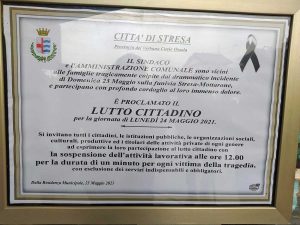 CITTA' DI STRESA
Provincia del Verbano Cusio Ossola
IL SINDACO
e l'AMMINISTRAZIONE COMUNALE sono vicini
alle famiglie tragicamente colpite dal drammatico incidente
di Domenica 23 Maggio sulla funivia Stresa-Mottarone,
e partecipano con profondo cordoglio al loro immenso dolore.
È PROCLAMATO IL
LUTTO CITTADINO
per la giornata di LUNEDÌ 24 MAGGIO 2021.
Si invitano tutti i cittadini, le istituzioni pubbliche, le organizzazioni sociali,
culturali, produttive ed i titolari delle attività private di ogni genere
ad esprimere la loro partecipazione al lutto cittadino con
la sospensione dell'attività lavorativa alle ore 12.00
per la durata di un minuto per ogni vittima della tragedia,
con esclusione dei servizi indispensabili e obbligatori.
Dalla Residenza Municipale, 23 Maggio 2021